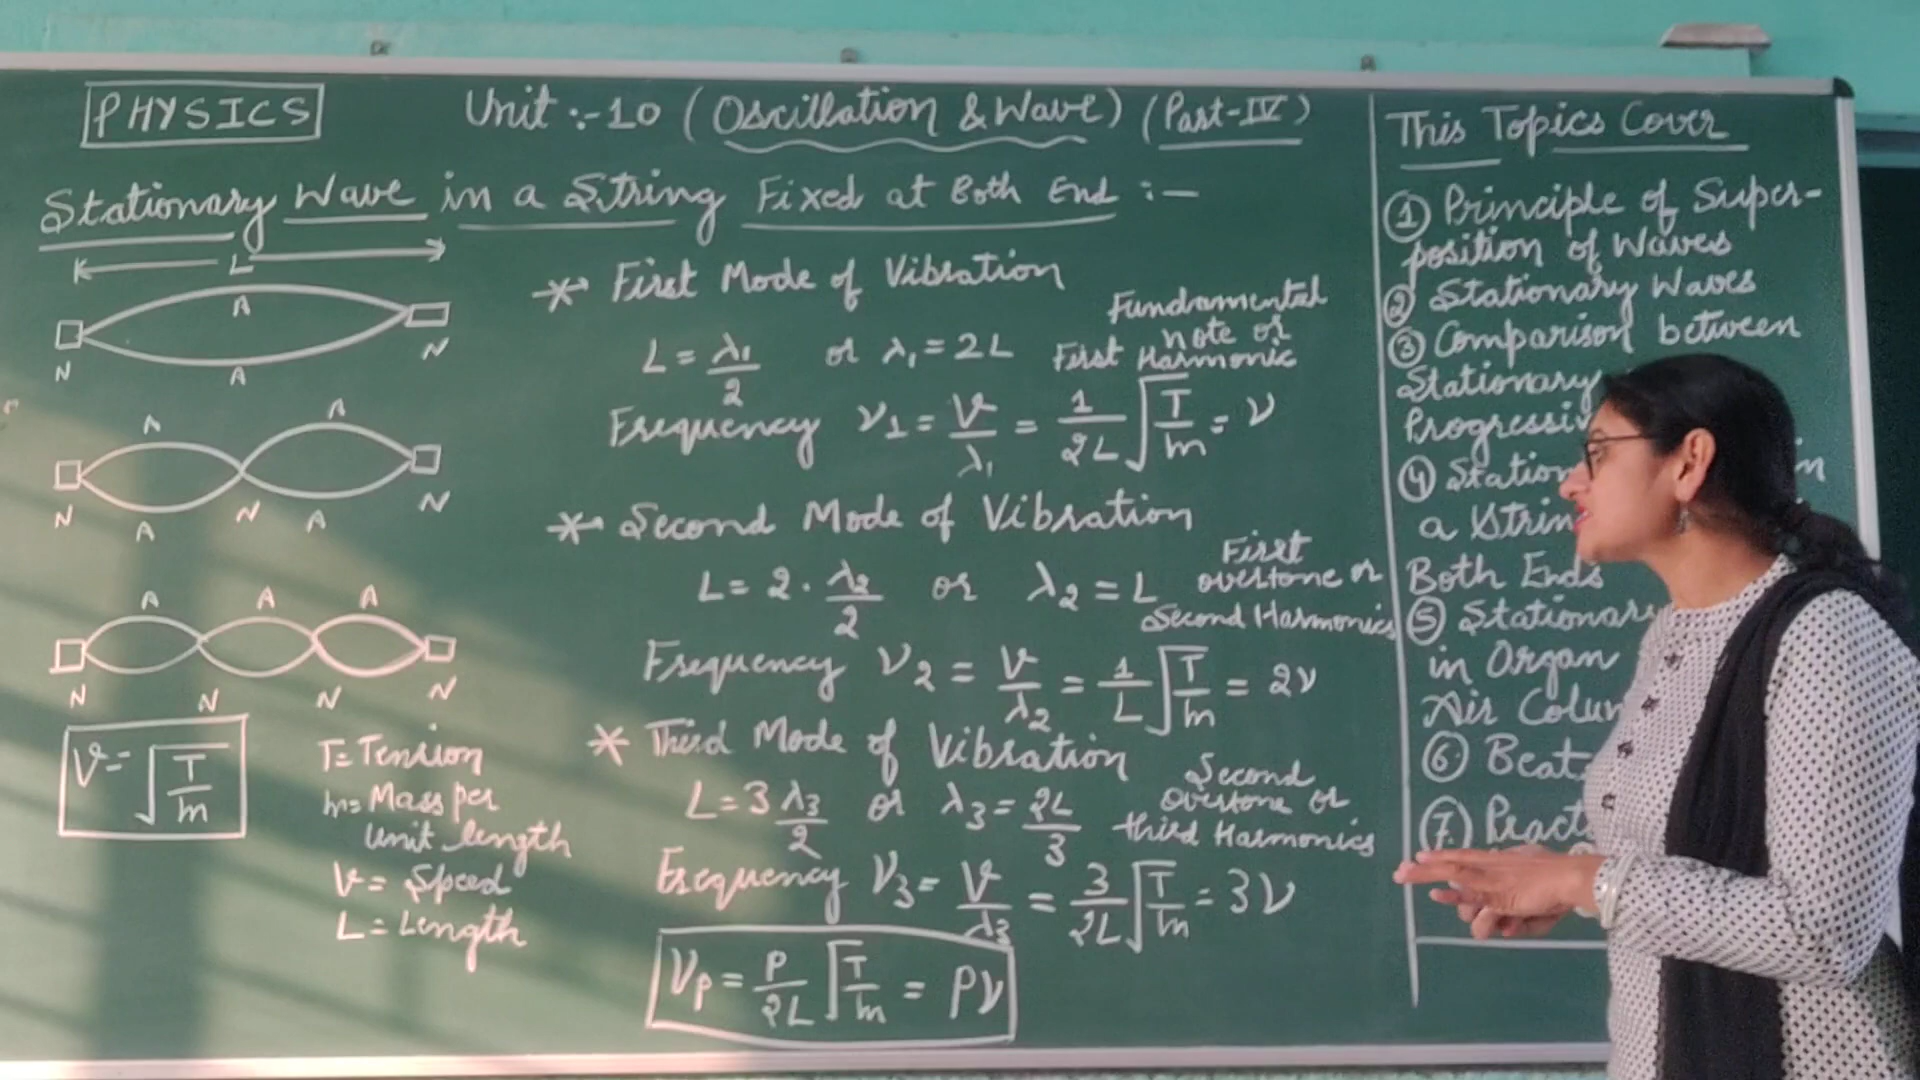 PHYSICS
Unit :-10 (Oscillation & Wave) (Part-IV)
Stationary Wave in a String Fixed at Both End :-
L
A
N
N
A
A
A
N
A
N
A
N
A
A
A
N
N
N
N
V = √T/m
T = Tension
m = Mass per
unit length
V = Speed
L = Length
* First Mode of Vibration
L = λ1/2 or λ1 = 2L
Fundramental
note or
First Harmonic
Frequency ν1 = V/λ1 = 1/2L √T/m = ν
* Second Mode of Vibration
L = 2 · λ2/2 or λ2 = L
First
overtone or
Second Harmonics
Frequency ν2 = V/λ2 = 1/L √T/m = 2ν
* Third Mode of Vibration
L = 3 λ3/2 or λ3 = 2L/3
Second
overtone or
third Harmonics
Frequency ν3 = V/λ3 = 3/2L √T/m = 3ν
νP = P/2L √T/m = Pν
This Topics Cover
① Principle of Super-
position of Waves
② Stationary Waves
③ Comparison between
Stationary
Progressiv
④ Station
a Strin
Both Ends
⑤ Stationary
in Organ
Air Colum
⑥ Beat
⑦ Pract